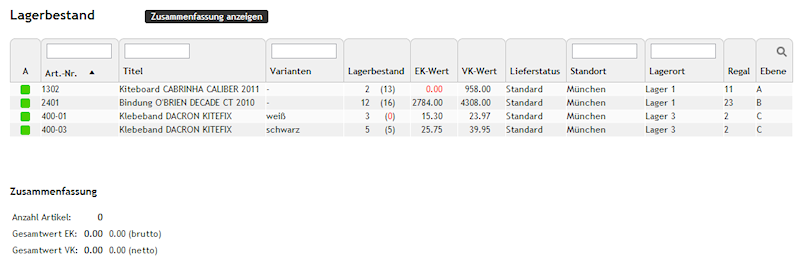 Lagerbestand Zusammenfassung anzeigen
A Art.-Nr. ▲ Titel Varianten Lagerbestand EK-Wert VK-Wert Lieferstatus Standort Lagerort Regal Ebene
1302 Kiteboard CABRINHA CALIBER 2011 - 2 (13) 0.00 958.00 Standard München Lager 1 11 A
2401 Bindung O'BRIEN DECADE CT 2010 - 12 (16) 2784.00 4308.00 Standard München Lager 1 23 B
400-01 Klebeband DACRON KITEFIX weiß 3 (0) 15.30 23.97 Standard München Lager 3 2 C
400-03 Klebeband DACRON KITEFIX schwarz 5 (5) 25.75 39.95 Standard München Lager 3 2 C
Zusammenfassung
Anzahl Artikel: 0
Gesamtwert EK: 0.00 0.00 (brutto)
Gesamtwert VK: 0.00 0.00 (netto)